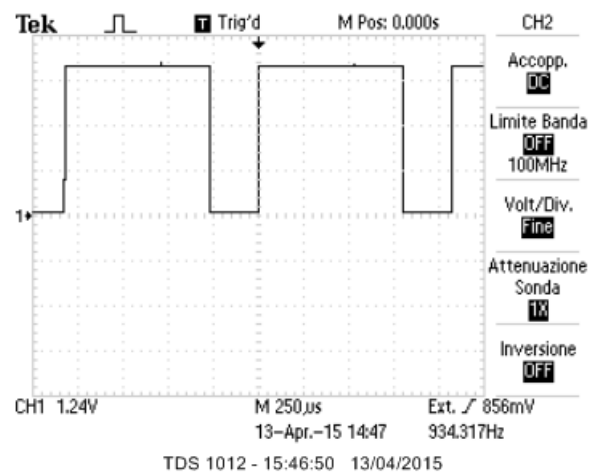 Tek T Trig'd M Pos: 0.000s CH2
Accopp.
DC
Limite Banda
OFF
100MHz
Volt/Div.
Fine
1
Attenuazione
Sonda
1X
Inversione
OFF
CH1 1.24V M 250µs Ext. 856mV
13-Apr.-15 14:47 934.317Hz
TDS 1012 - 15:46:50 13/04/2015